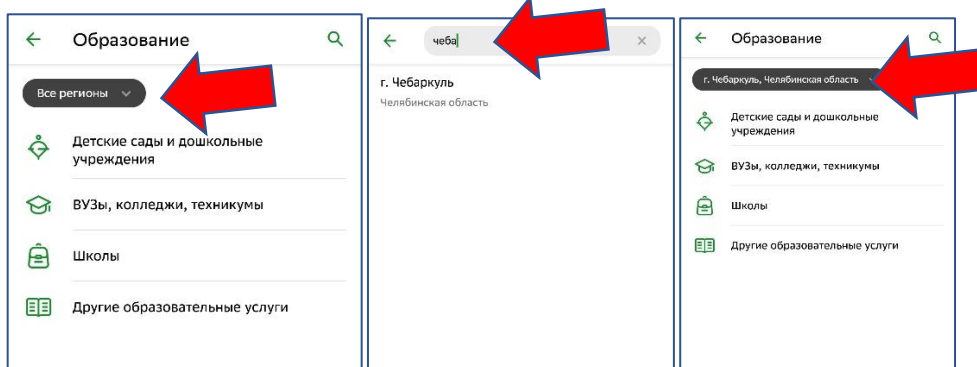 Образование
Все регионы
Детские сады и дошкольные
учреждения
ВУЗы, колледжи, техникумы
Школы
Другие образовательные услуги
чеба
г. Чебаркуль
Челябинская область
Образование
г. Чебаркуль, Челябинская область
Детские сады и дошкольные
учреждения
ВУЗы, колледжи, техникумы
Школы
Другие образовательные услуги